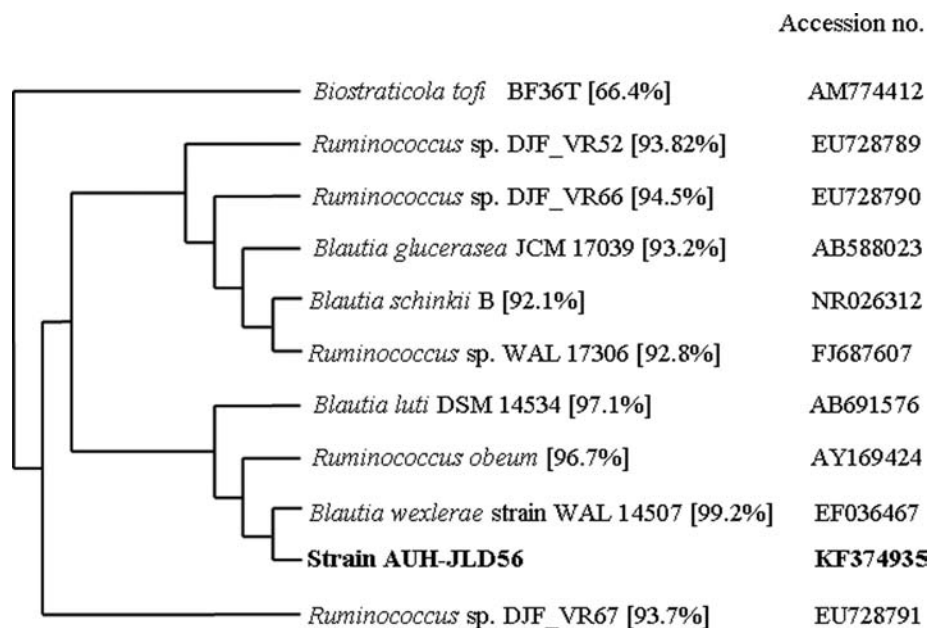 Accession no.
Biostraticola tofi BF36T [66.4%] AM774412
Ruminococcus sp. DJF_VR52 [93.82%] EU728789
Ruminococcus sp. DJF_VR66 [94.5%] EU728790
Blautia glucerasea JCM 17039 [93.2%] AB588023
Blautia schinkii B [92.1%] NR026312
Ruminococcus sp. WAL 17306 [92.8%] FJ687607
Blautia luti DSM 14534 [97.1%] AB691576
Ruminococcus obeum [96.7%] AY169424
Blautia wexlerae strain WAL 14507 [99.2%] EF036467
Strain AUH-JLD56 KF374935
Ruminococcus sp. DJF_VR67 [93.7%] EU728791